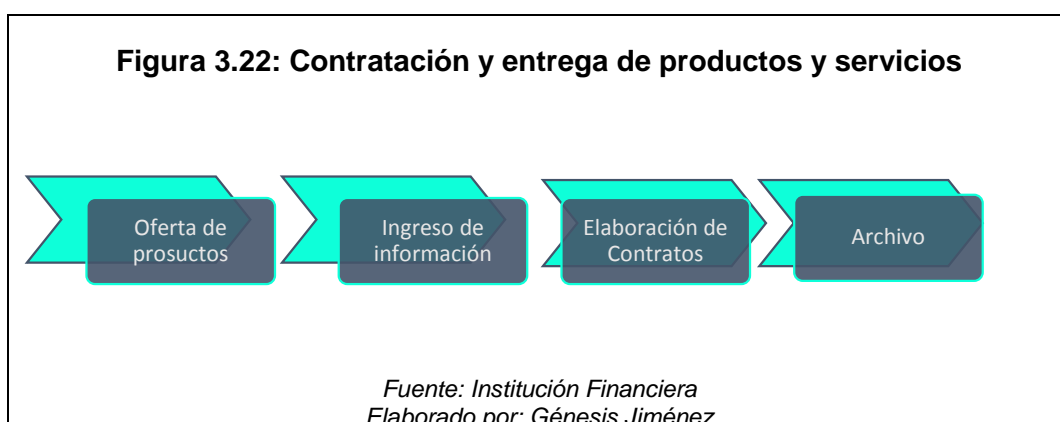 Figura 3.22: Contratación y entrega de productos y servicios
Oferta de
prosuctos
Ingreso de
información
Elaboración de
Contratos
Archivo
Fuente: Institución Financiera
Elaborado por: Génesis Jiménez